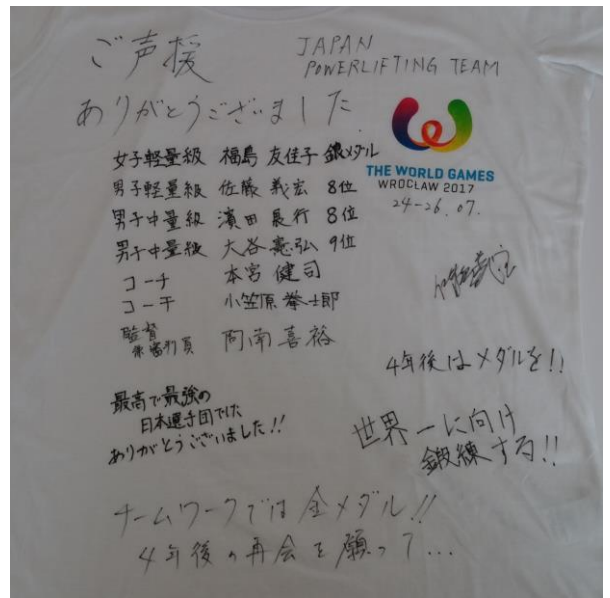 ご声援
JAPAN
POWERLIFTING TEAM
ありがとうございました
THE WORLD GAMES
WROCŁAW 2017
24-26.07.
女子軽量級 福島 友佳子 銀メダル
男子軽量級 佐藤 義宏 8位
男子中量級 濱田 晨行 8位
男子中量級 大谷 憲弘 9位
コーチ 本宮 健司
コーチ 小笠原 拳士郎
監督
兼審判員 阿南 喜裕
4年後はメダルを!!
最高で最強の
日本選手団でした
ありがとうございました!!
世界一に向け
鍛練する!!
チームワークでは金メダル!!
4年後の再会を願って...